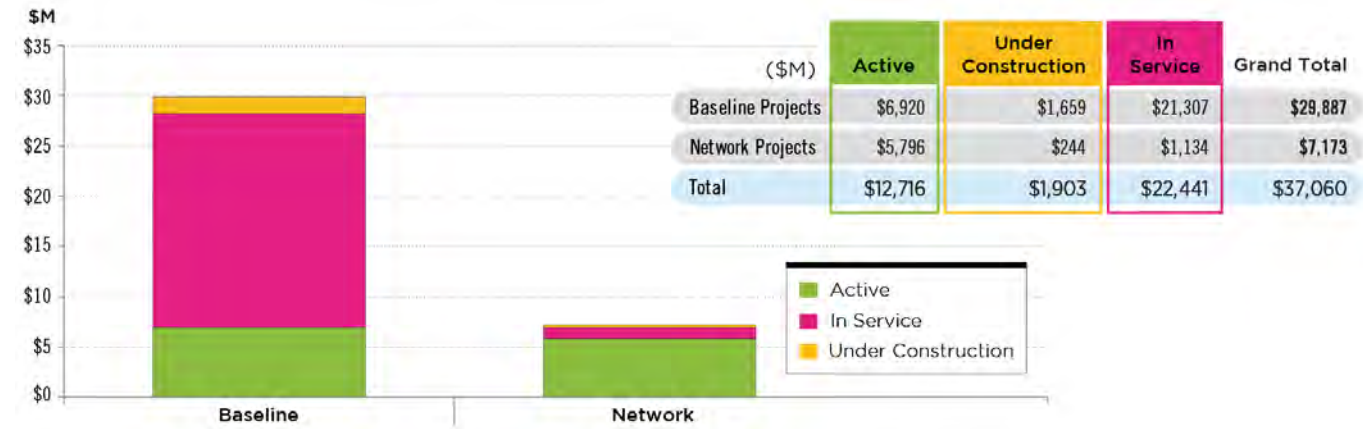 $M
$35
$30
$25
$20
$15
$10
$5
$0
Baseline
Network
($M) Active Under Construction In Service Grand Total
Baseline Projects $6,920 $1,659 $21,307 $29,887
Network Projects $5,796 $244 $1,134 $7,173
Total $12,716 $1,903 $22,441 $37,060
Active
In Service
Under Construction